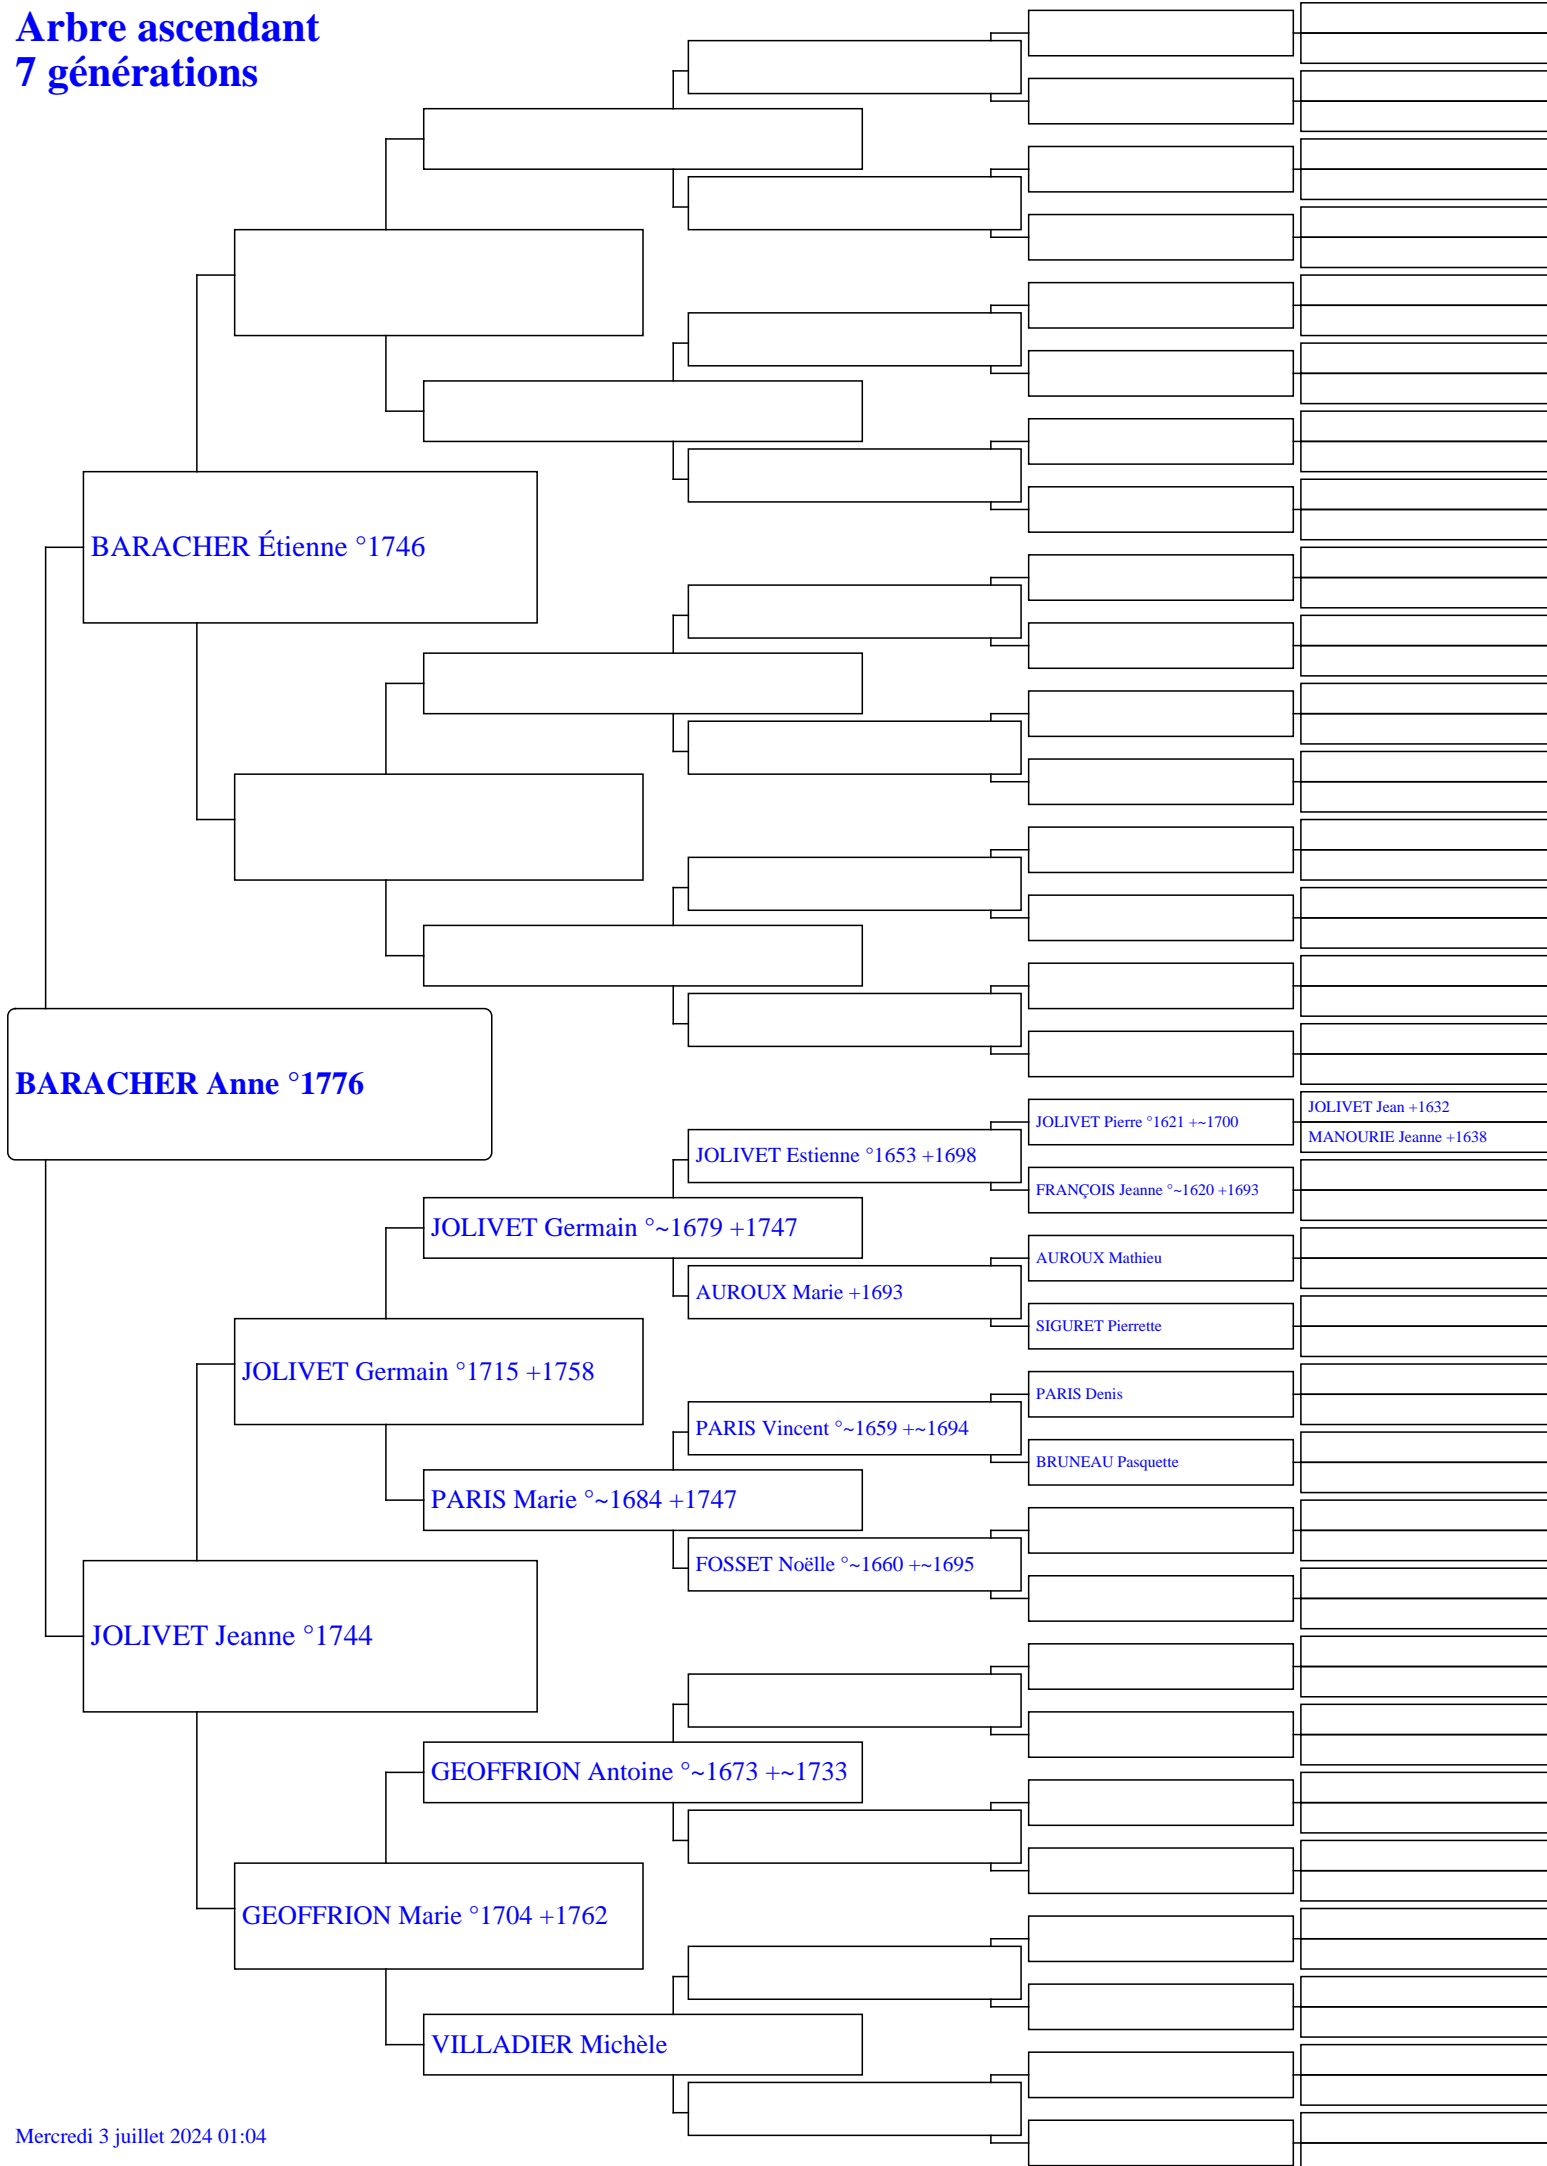 Arbre ascendant
7 générations
BARACHER Étienne °1746
BARACHER Anne °1776
JOLIVET Jean +1632
JOLIVET Pierre °1621 +~1700
MANOURIE Jeanne +1638
JOLIVET Estienne °1653 +1698
FRANÇOIS Jeanne °~1620 +1693
JOLIVET Germain °~1679 +1747
AUROUX Mathieu
AUROUX Marie +1693
SIGURET Pierrette
JOLIVET Germain °1715 +1758
PARIS Denis
PARIS Vincent °~1659 +~1694
BRUNEAU Pasquette
PARIS Marie °~1684 +1747
FOSSET Noëlle °~1660 +~1695
JOLIVET Jeanne °1744
GEOFFRION Antoine °~1673 +~1733
GEOFFRION Marie °1704 +1762
VILLADIER Michèle
Mercredi 3 juillet 2024 01:04